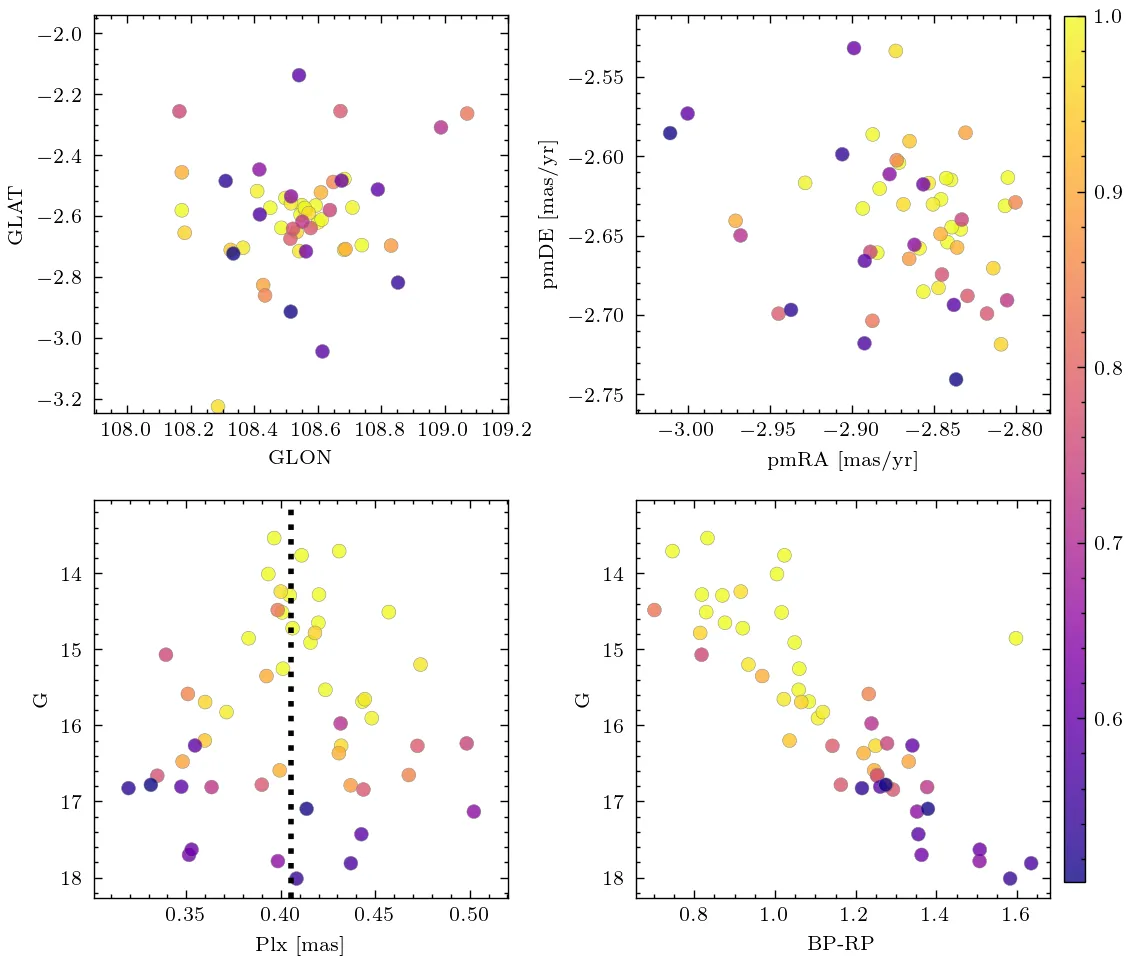 −2.0
−2.2
−2.4
−2.6
−2.8
−3.0
−3.2
GLAT
108.0 108.2 108.4 108.6 108.8 109.0 109.2
GLON
−2.55
−2.60
−2.65
−2.70
−2.75
pmDE [mas/yr]
−3.00 −2.95 −2.90 −2.85 −2.80
pmRA [mas/yr]
14
15
16
17
18
G
0.35 0.40 0.45 0.50
Plx [mas]
14
15
16
17
18
G
0.8 1.0 1.2 1.4 1.6
BP-RP
1.0
0.9
0.8
0.7
0.6